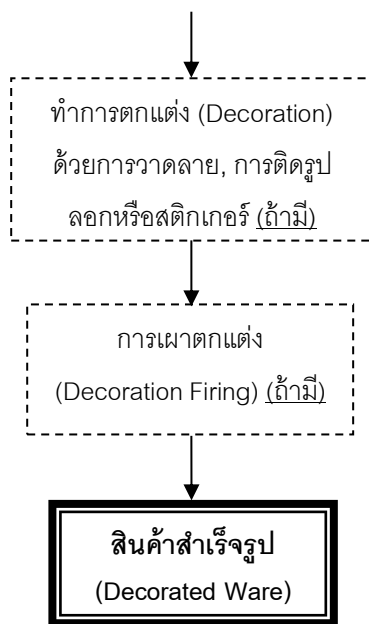 ทำการตกแต่ง (Decoration)
ด้วยการวาดลาย, การติดรูป
ลอกหรือสติกเกอร์ (ถ้ามี)
การเผาตกแต่ง
(Decoration Firing) (ถ้ามี)
สินค้าสำเร็จรูป
(Decorated Ware)